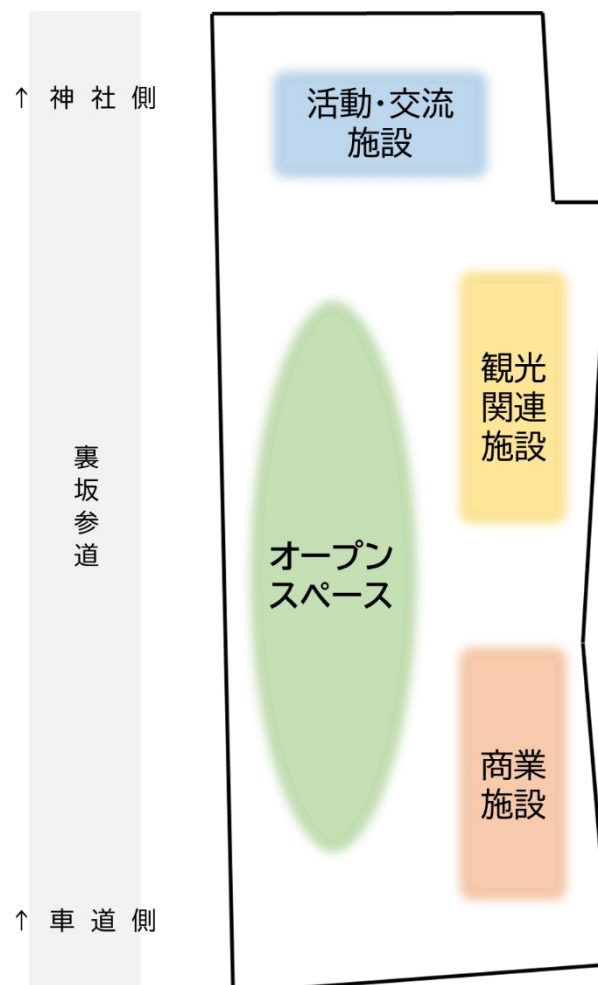 ↑ 神社側
活動・交流
施設
観光
関連
施設
裏坂参道
オープン
スペース
商業
施設
↑ 車道側